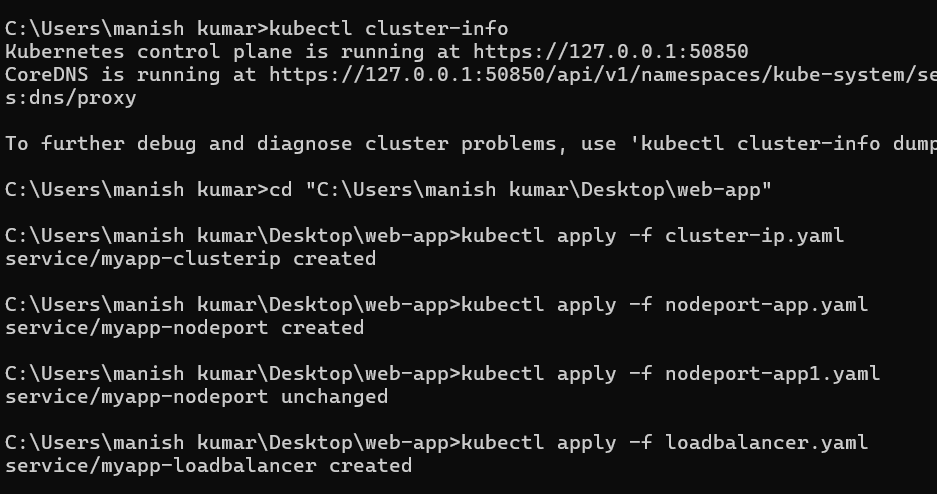 C:\Users\manish kumar>kubectl cluster-info
Kubernetes control plane is running at https://127.0.0.1:50850
CoreDNS is running at https://127.0.0.1:50850/api/v1/namespaces/kube-system/se
s:dns/proxy
To further debug and diagnose cluster problems, use 'kubectl cluster-info dump
C:\Users\manish kumar>cd "C:\Users\manish kumar\Desktop\web-app"
C:\Users\manish kumar\Desktop\web-app>kubectl apply -f cluster-ip.yaml
service/myapp-clusterip created
C:\Users\manish kumar\Desktop\web-app>kubectl apply -f nodeport-app.yaml
service/myapp-nodeport created
C:\Users\manish kumar\Desktop\web-app>kubectl apply -f nodeport-app1.yaml
service/myapp-nodeport unchanged
C:\Users\manish kumar\Desktop\web-app>kubectl apply -f loadbalancer.yaml
service/myapp-loadbalancer created